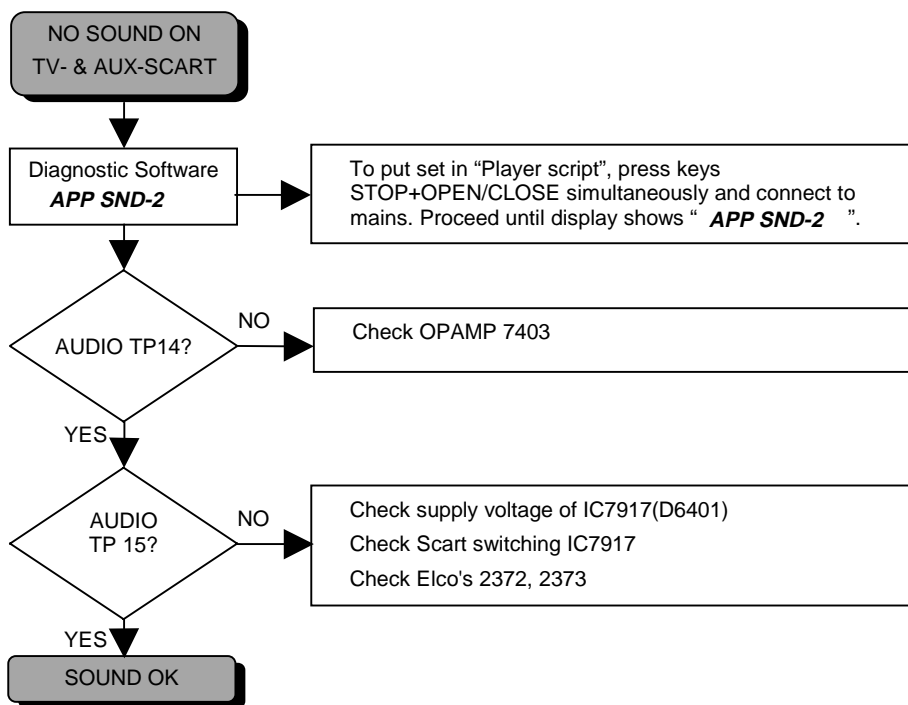 NO SOUND ON
TV- & AUX-SCART
Diagnostic Software
APP SND-2
To put set in “Player script”, press keys
STOP+OPEN/CLOSE simultaneously and connect to
mains. Proceed until display shows “ APP SND-2 ”.
AUDIO TP14?
NO
Check OPAMP 7403
YES
AUDIO
TP 15?
NO
Check supply voltage of IC7917(D6401)
Check Scart switching IC7917
Check Elco's 2372, 2373
YES
SOUND OK